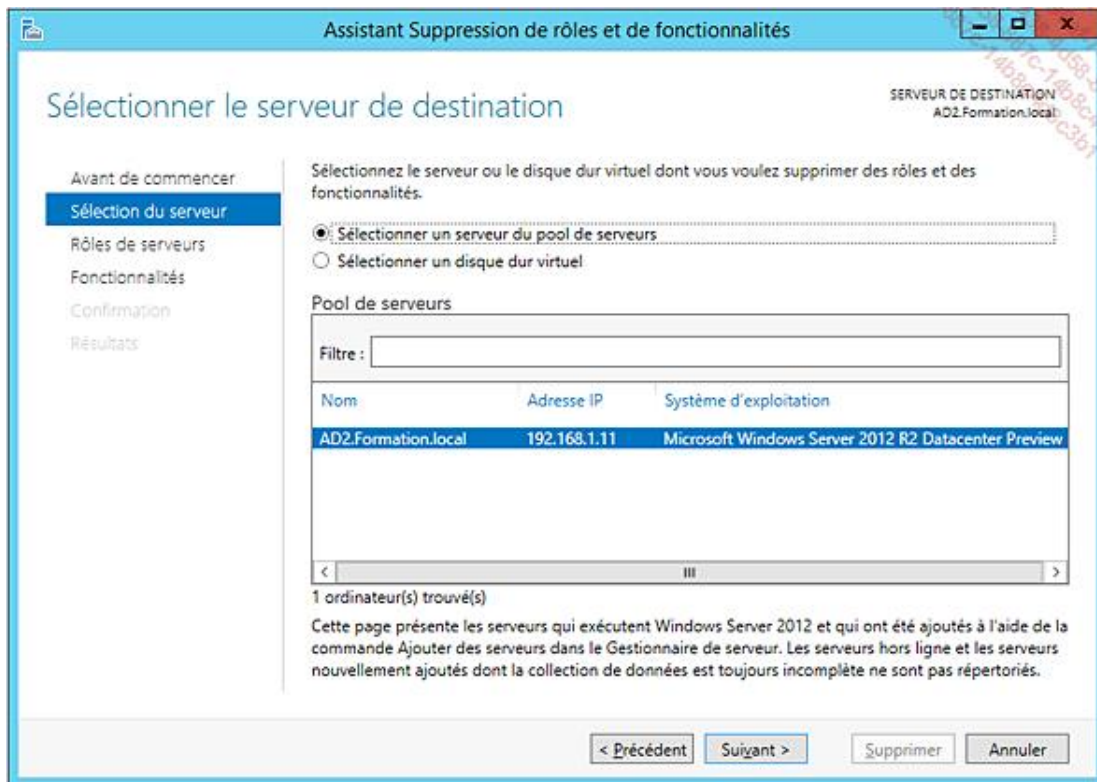 Assistant Suppression de rôles et de fonctionnalités
Sélectionner le serveur de destination
SERVEUR DE DESTINATION
AD2.Formation.local
Avant de commencer
Sélection du serveur
Rôles de serveurs
Fonctionnalités
Confirmation
Résultats
Sélectionnez le serveur ou le disque dur virtuel dont vous voulez supprimer des rôles et des
fonctionnalités.
Sélectionner un serveur du pool de serveurs
Sélectionner un disque dur virtuel
Pool de serveurs
Filtre :
Nom Adresse IP Système d'exploitation
AD2.Formation.local 192.168.1.11 Microsoft Windows Server 2012 R2 Datacenter Preview
1 ordinateur(s) trouvé(s)
Cette page présente les serveurs qui exécutent Windows Server 2012 et qui ont été ajoutés à l'aide de la
commande Ajouter des serveurs dans le Gestionnaire de serveur. Les serveurs hors ligne et les serveurs
nouvellement ajoutés dont la collection de données est toujours incomplète ne sont pas répertoriés.
< Précédent Suivant > Supprimer Annuler